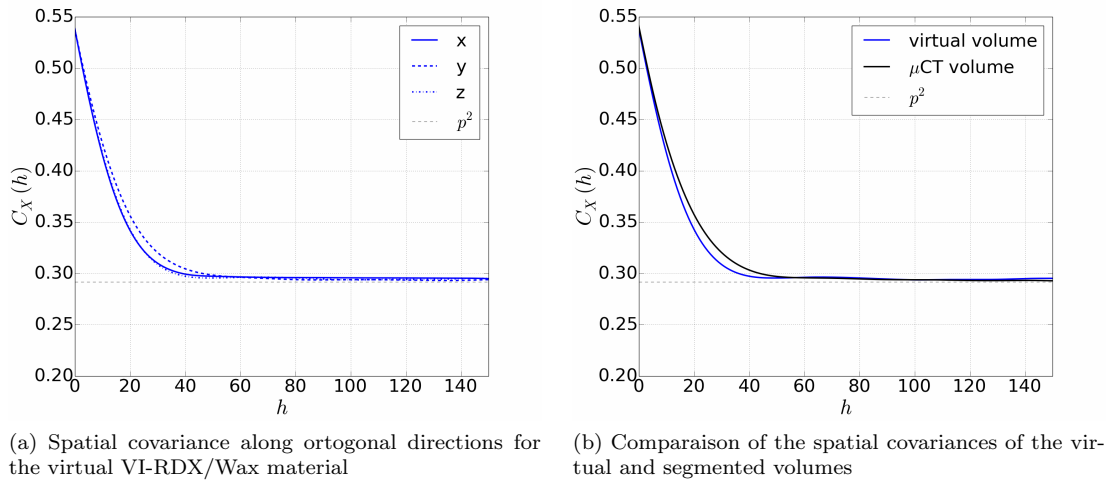 0.55
0.50
0.45
0.40
0.35
0.30
0.25
0.20
0 20 40 60 80 100 120 140
C_X(h)
h
x
y
z
p²
(a) Spatial covariance along ortogonal directions for
the virtual VI-RDX/Wax material
0.55
0.50
0.45
0.40
0.35
0.30
0.25
0.20
0 20 40 60 80 100 120 140
C_X(h)
h
virtual volume
μCT volume
p²
(b) Comparaison of the spatial covariances of the vir-
tual and segmented volumes